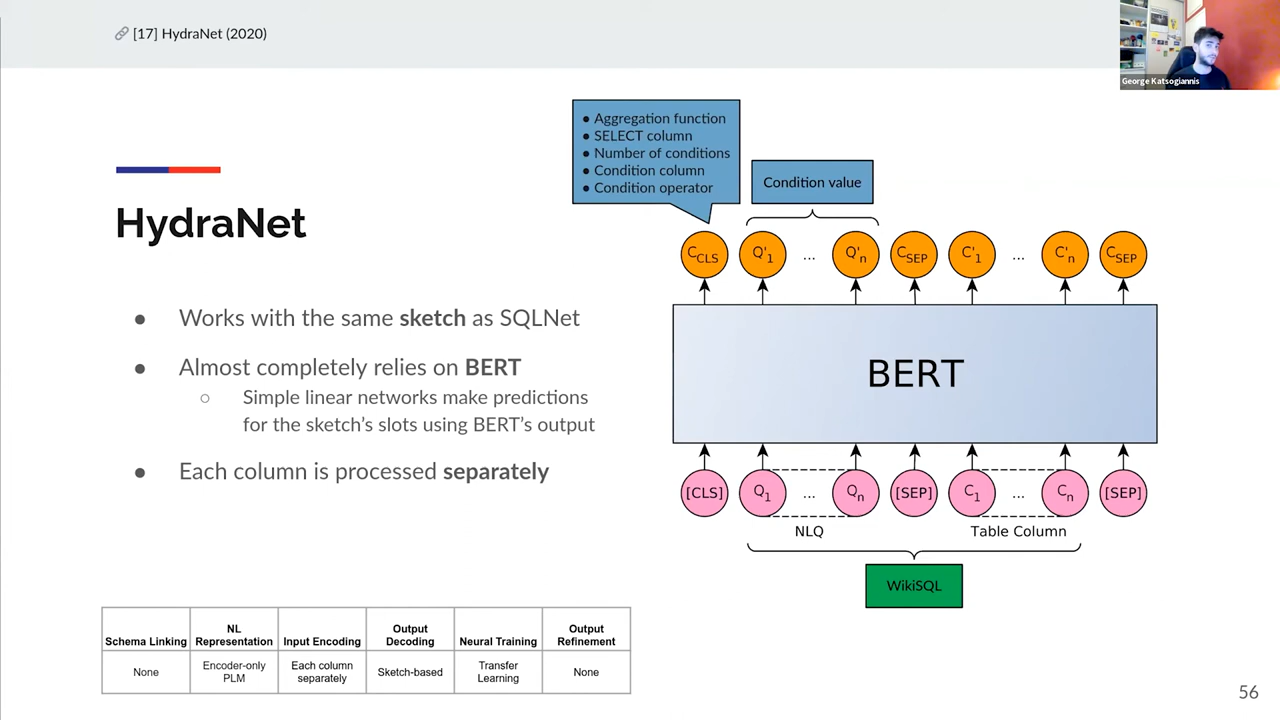 [17] HydraNet (2020)
George Katsogiannis
HydraNet
● Works with the same sketch as SQLNet
● Almost completely relies on BERT
○ Simple linear networks make predictions
for the sketch's slots using BERT's output
● Each column is processed separately
● Aggregation function
● SELECT column
● Number of conditions
● Condition column
● Condition operator
Condition value
C_CLS Q'_1 ... Q'_n C_SEP C'_1 ... C'_n C_SEP
BERT
[CLS] Q_1 ... Q_n [SEP] C_1 ... C_n [SEP]
NLQ Table Column
WikiSQL
Schema Linking NL Representation Input Encoding Output Decoding Neural Training Output Refinement
None Encoder-only PLM Each column separately Sketch-based Transfer Learning None
56